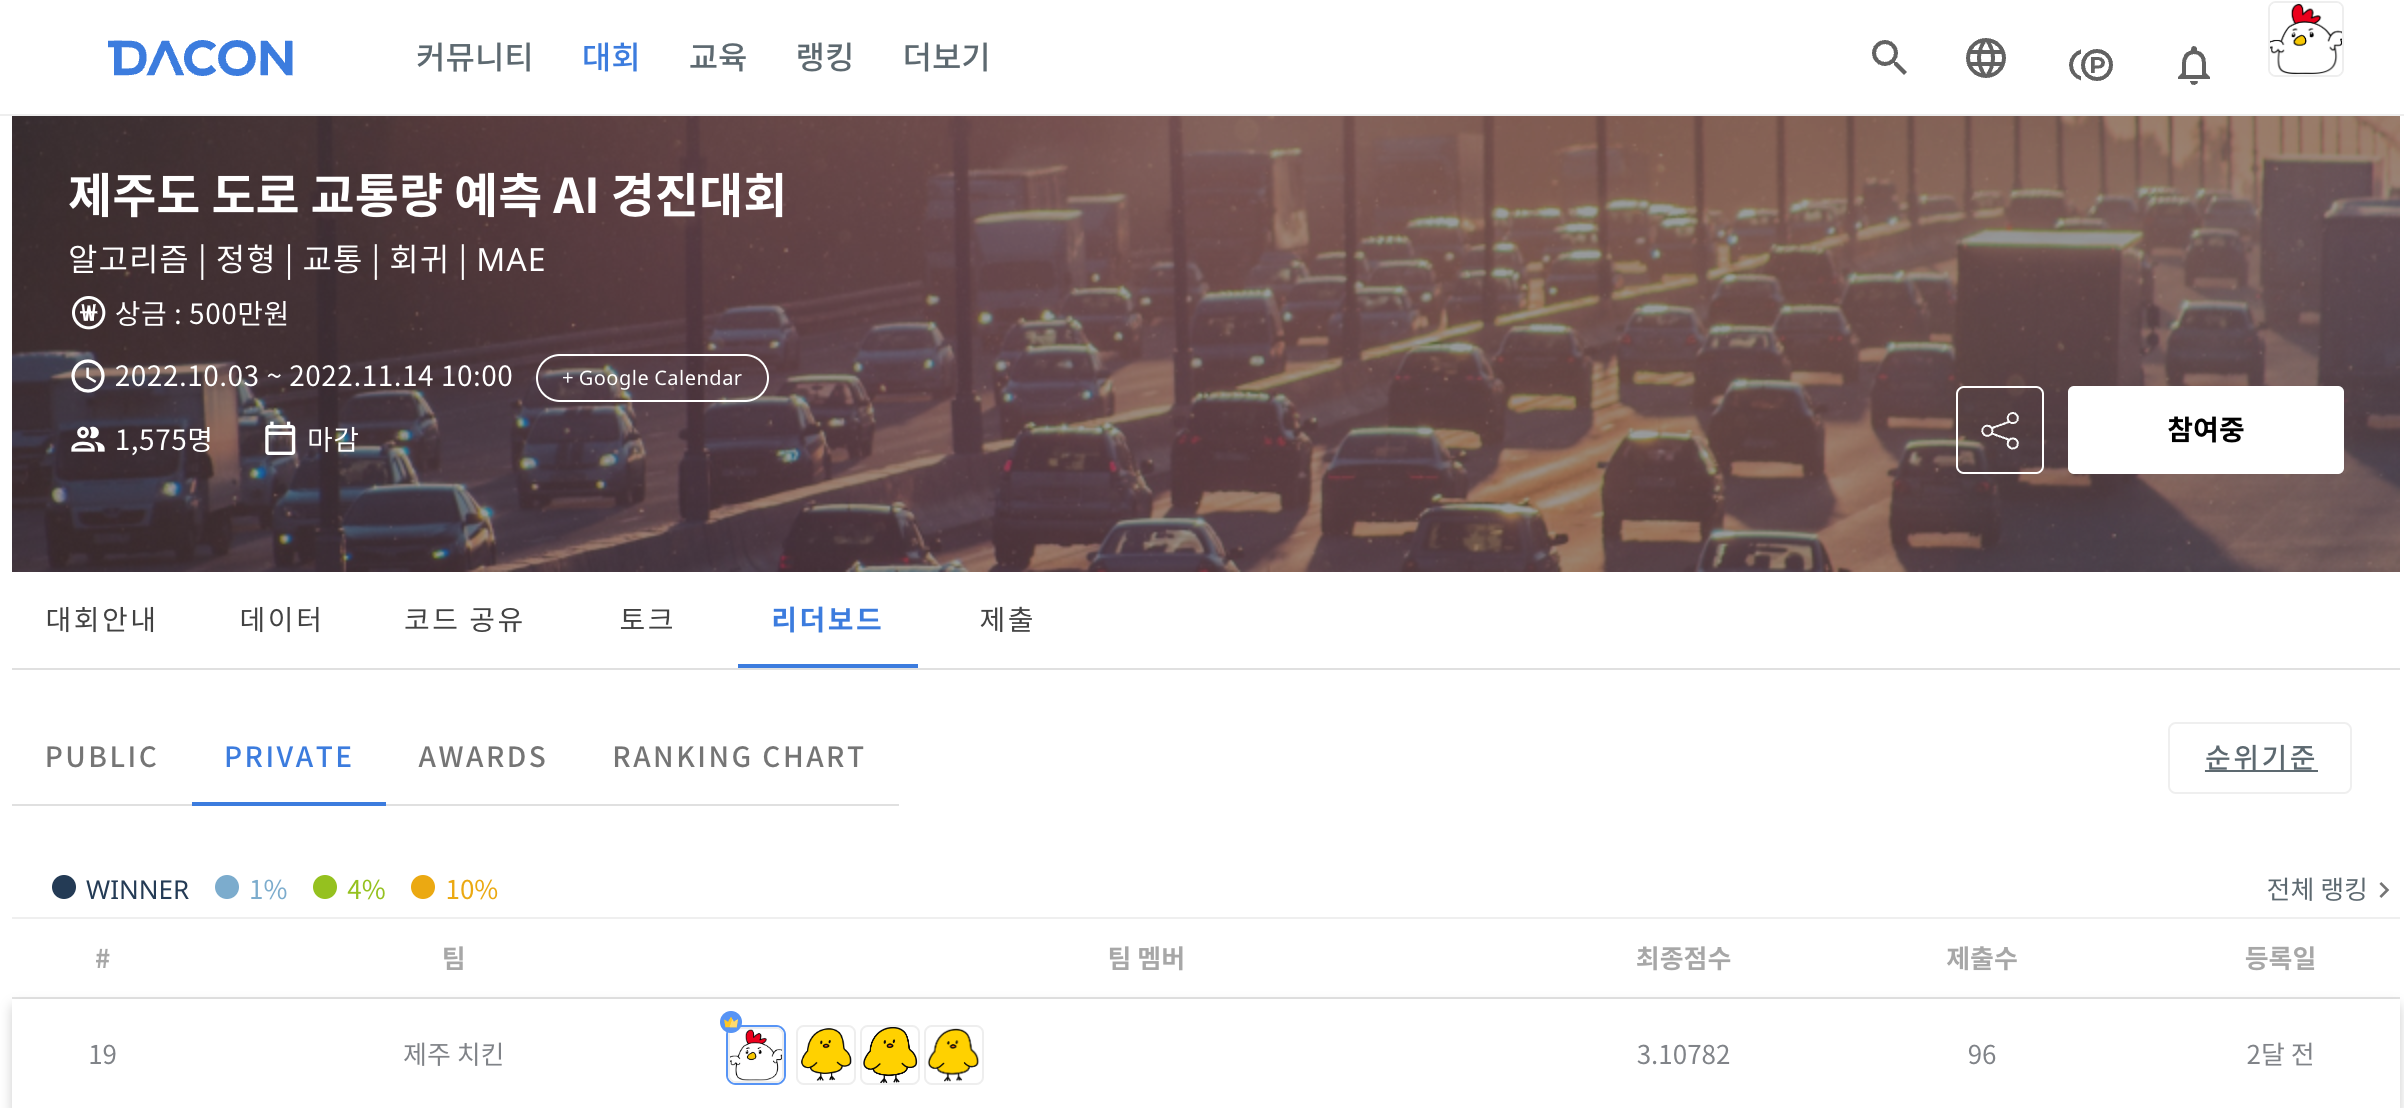 DACON 커뮤니티 대회 교육 랭킹 더보기
제주도 도로 교통량 예측 AI 경진대회
알고리즘 | 정형 | 교통 | 회귀 | MAE
상금 : 500만원
2022.10.03 ~ 2022.11.14 10:00 + Google Calendar
1,575명 마감
참여중
대회안내 데이터 코드 공유 토크 리더보드 제출
PUBLIC PRIVATE AWARDS RANKING CHART 순위기준
WINNER 1% 4% 10% 전체 랭킹
# 팀 팀 멤버 최종점수 제출수 등록일
19 제주 치킨 3.10782 96 2달 전